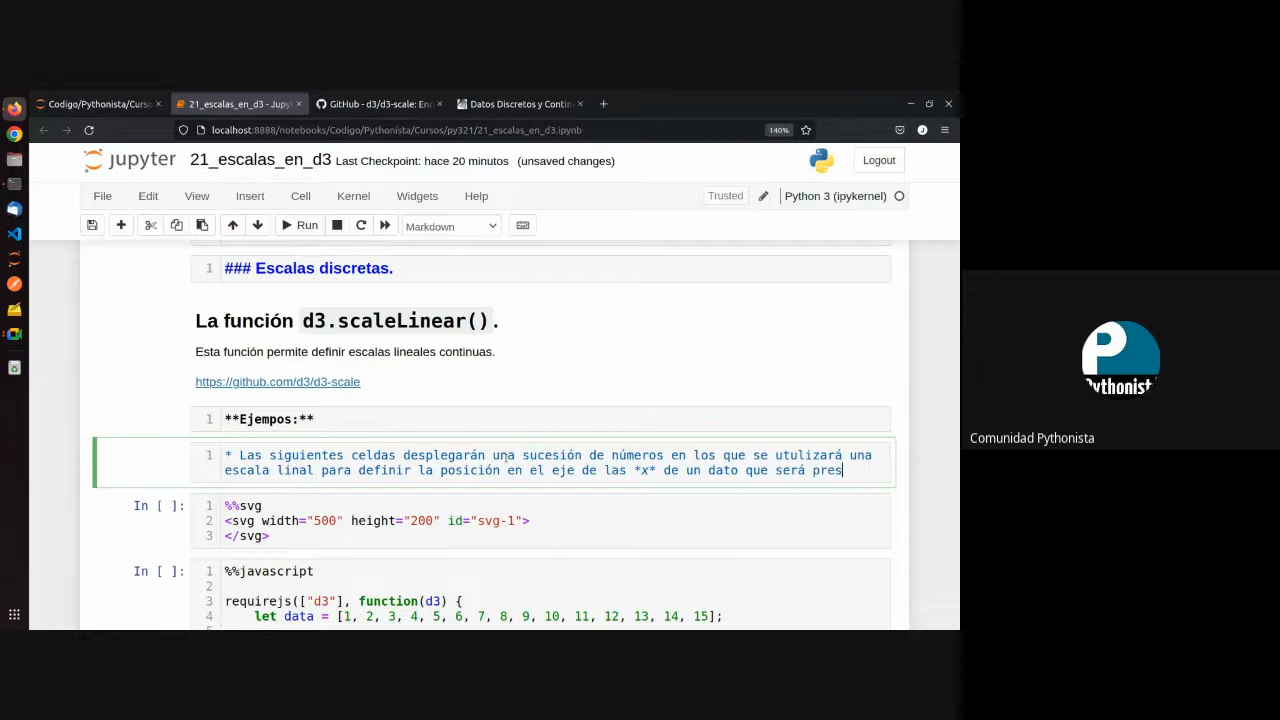 Codigo/Pythonista/Curso
21_escalas_en_d3 - Jupyt
GitHub - d3/d3-scale: Enc
Datos Discretos y Contin
localhost:8888/notebooks/Codigo/Pythonista/Cursos/py321/21_escalas_en_d3.ipynb
140%
jupyter 21_escalas_en_d3 Last Checkpoint: hace 20 minutos (unsaved changes)
Logout
File Edit View Insert Cell Kernel Widgets Help
Trusted
Python 3 (ipykernel)
Run
Markdown
1 ### Escalas discretas.
La función d3.scaleLinear().
Esta función permite definir escalas lineales continuas.
https://github.com/d3/d3-scale
1 **Ejempos:**
1 * Las siguientes celdas desplegarán una sucesión de números en los que se utulizará una
escala linal para definir la posición en el eje de las *x* de un dato que será pres
In [ ]: 1 %%svg
2 <svg width="500" height="200" id="svg-1">
3 </svg>
In [ ]: 1 %%javascript
2
3 requirejs(["d3"], function(d3) {
4 let data = [1, 2, 3, 4, 5, 6, 7, 8, 9, 10, 11, 12, 13, 14, 15];
P
Pythonist
Comunidad Pythonista